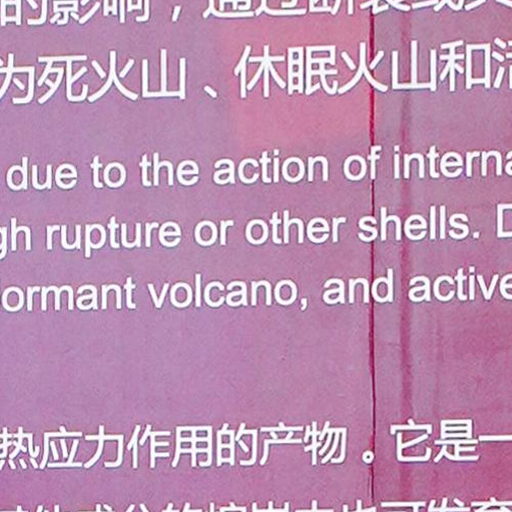 的影响，通过断裂或
为死火山、休眠火山和活
due to the action of interna
gh rupture or other shells. D
ormant volcano, and active
热应力作用的产物。它是一